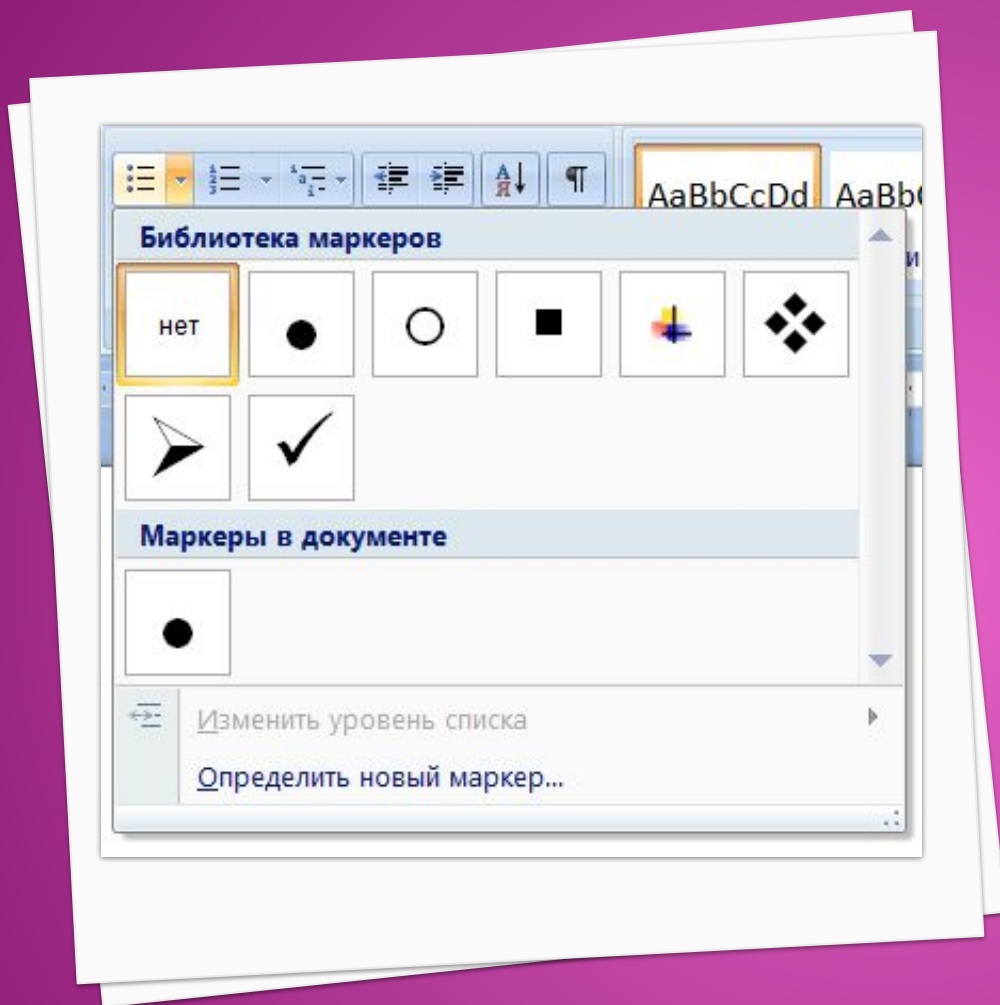 AaBbCcDd AaBb
Библиотека маркеров
нет
Маркеры в документе
Изменить уровень списка
Определить новый маркер...